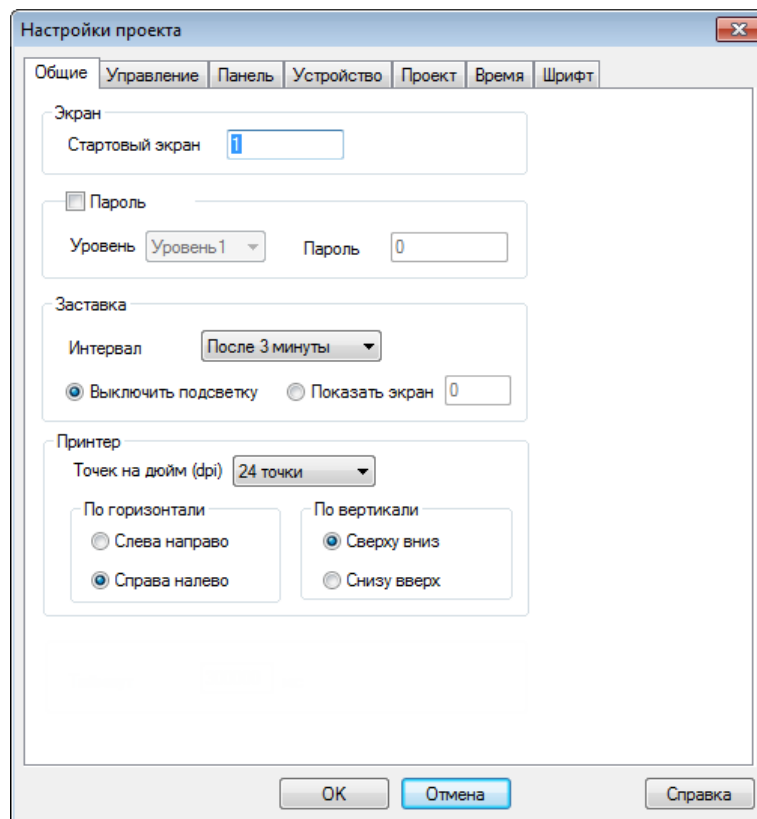 Настройки проекта
Общие Управление Панель Устройство Проект Время Шрифт
Экран
Стартовый экран 1
Пароль
Уровень Уровень1 Пароль 0
Заставка
Интервал После 3 минуты
Выключить подсветку Показать экран 0
Принтер
Точек на дюйм (dpi) 24 точки
По горизонтали По вертикали
Слева направо Сверху вниз
Справа налево Снизу вверх
OK Отмена Справка